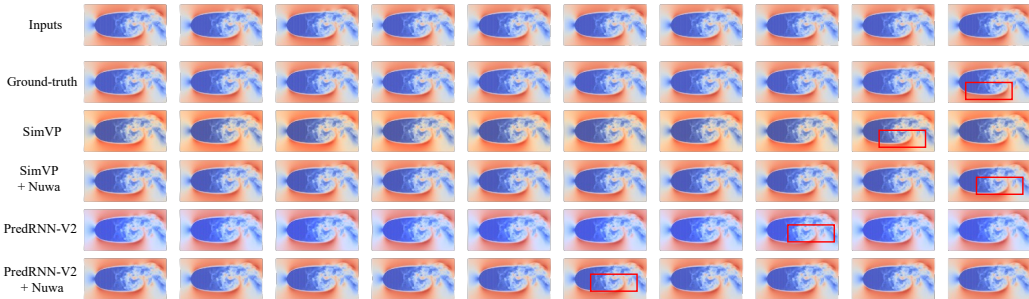 Inputs
Ground-truth
SimVP
SimVP
+ Nuwa
PredRNN-V2
PredRNN-V2
+ Nuwa